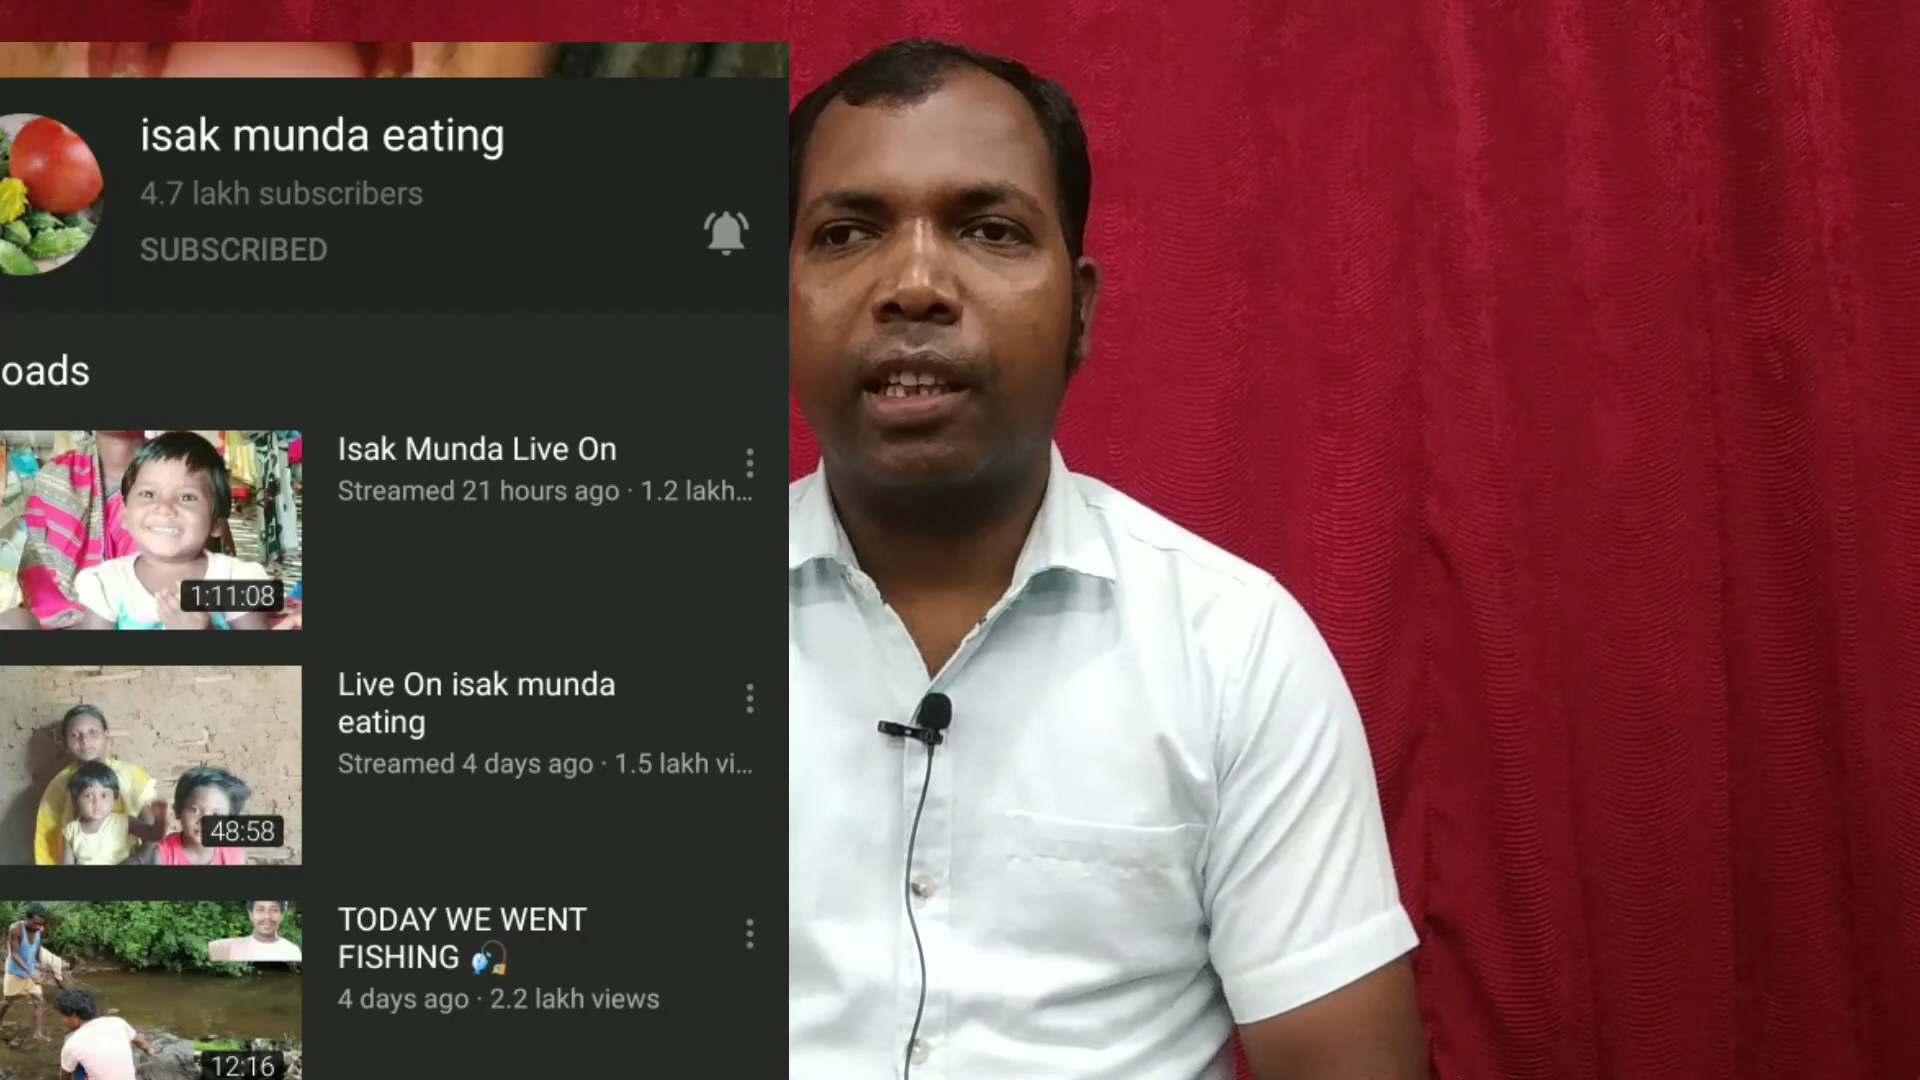 isak munda eating
4.7 lakh subscribers
SUBSCRIBED
oads
Isak Munda Live On
Streamed 21 hours ago · 1.2 lakh...
1:11:08
Live On isak munda
eating
Streamed 4 days ago · 1.5 lakh vi...
48:58
TODAY WE WENT
FISHING 🎣
4 days ago · 2.2 lakh views
12:16